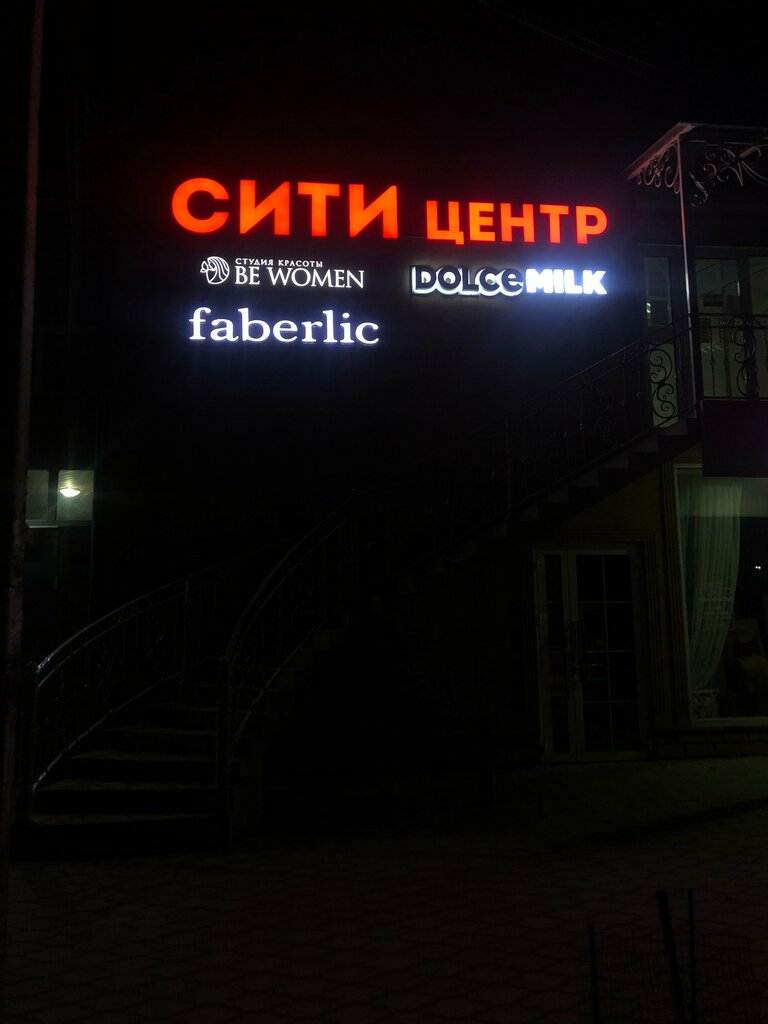 СИТИ ЦЕНТР
СТУДИЯ КРАСОТЫ
BE WOMEN
DOLCE MILK
faberlic